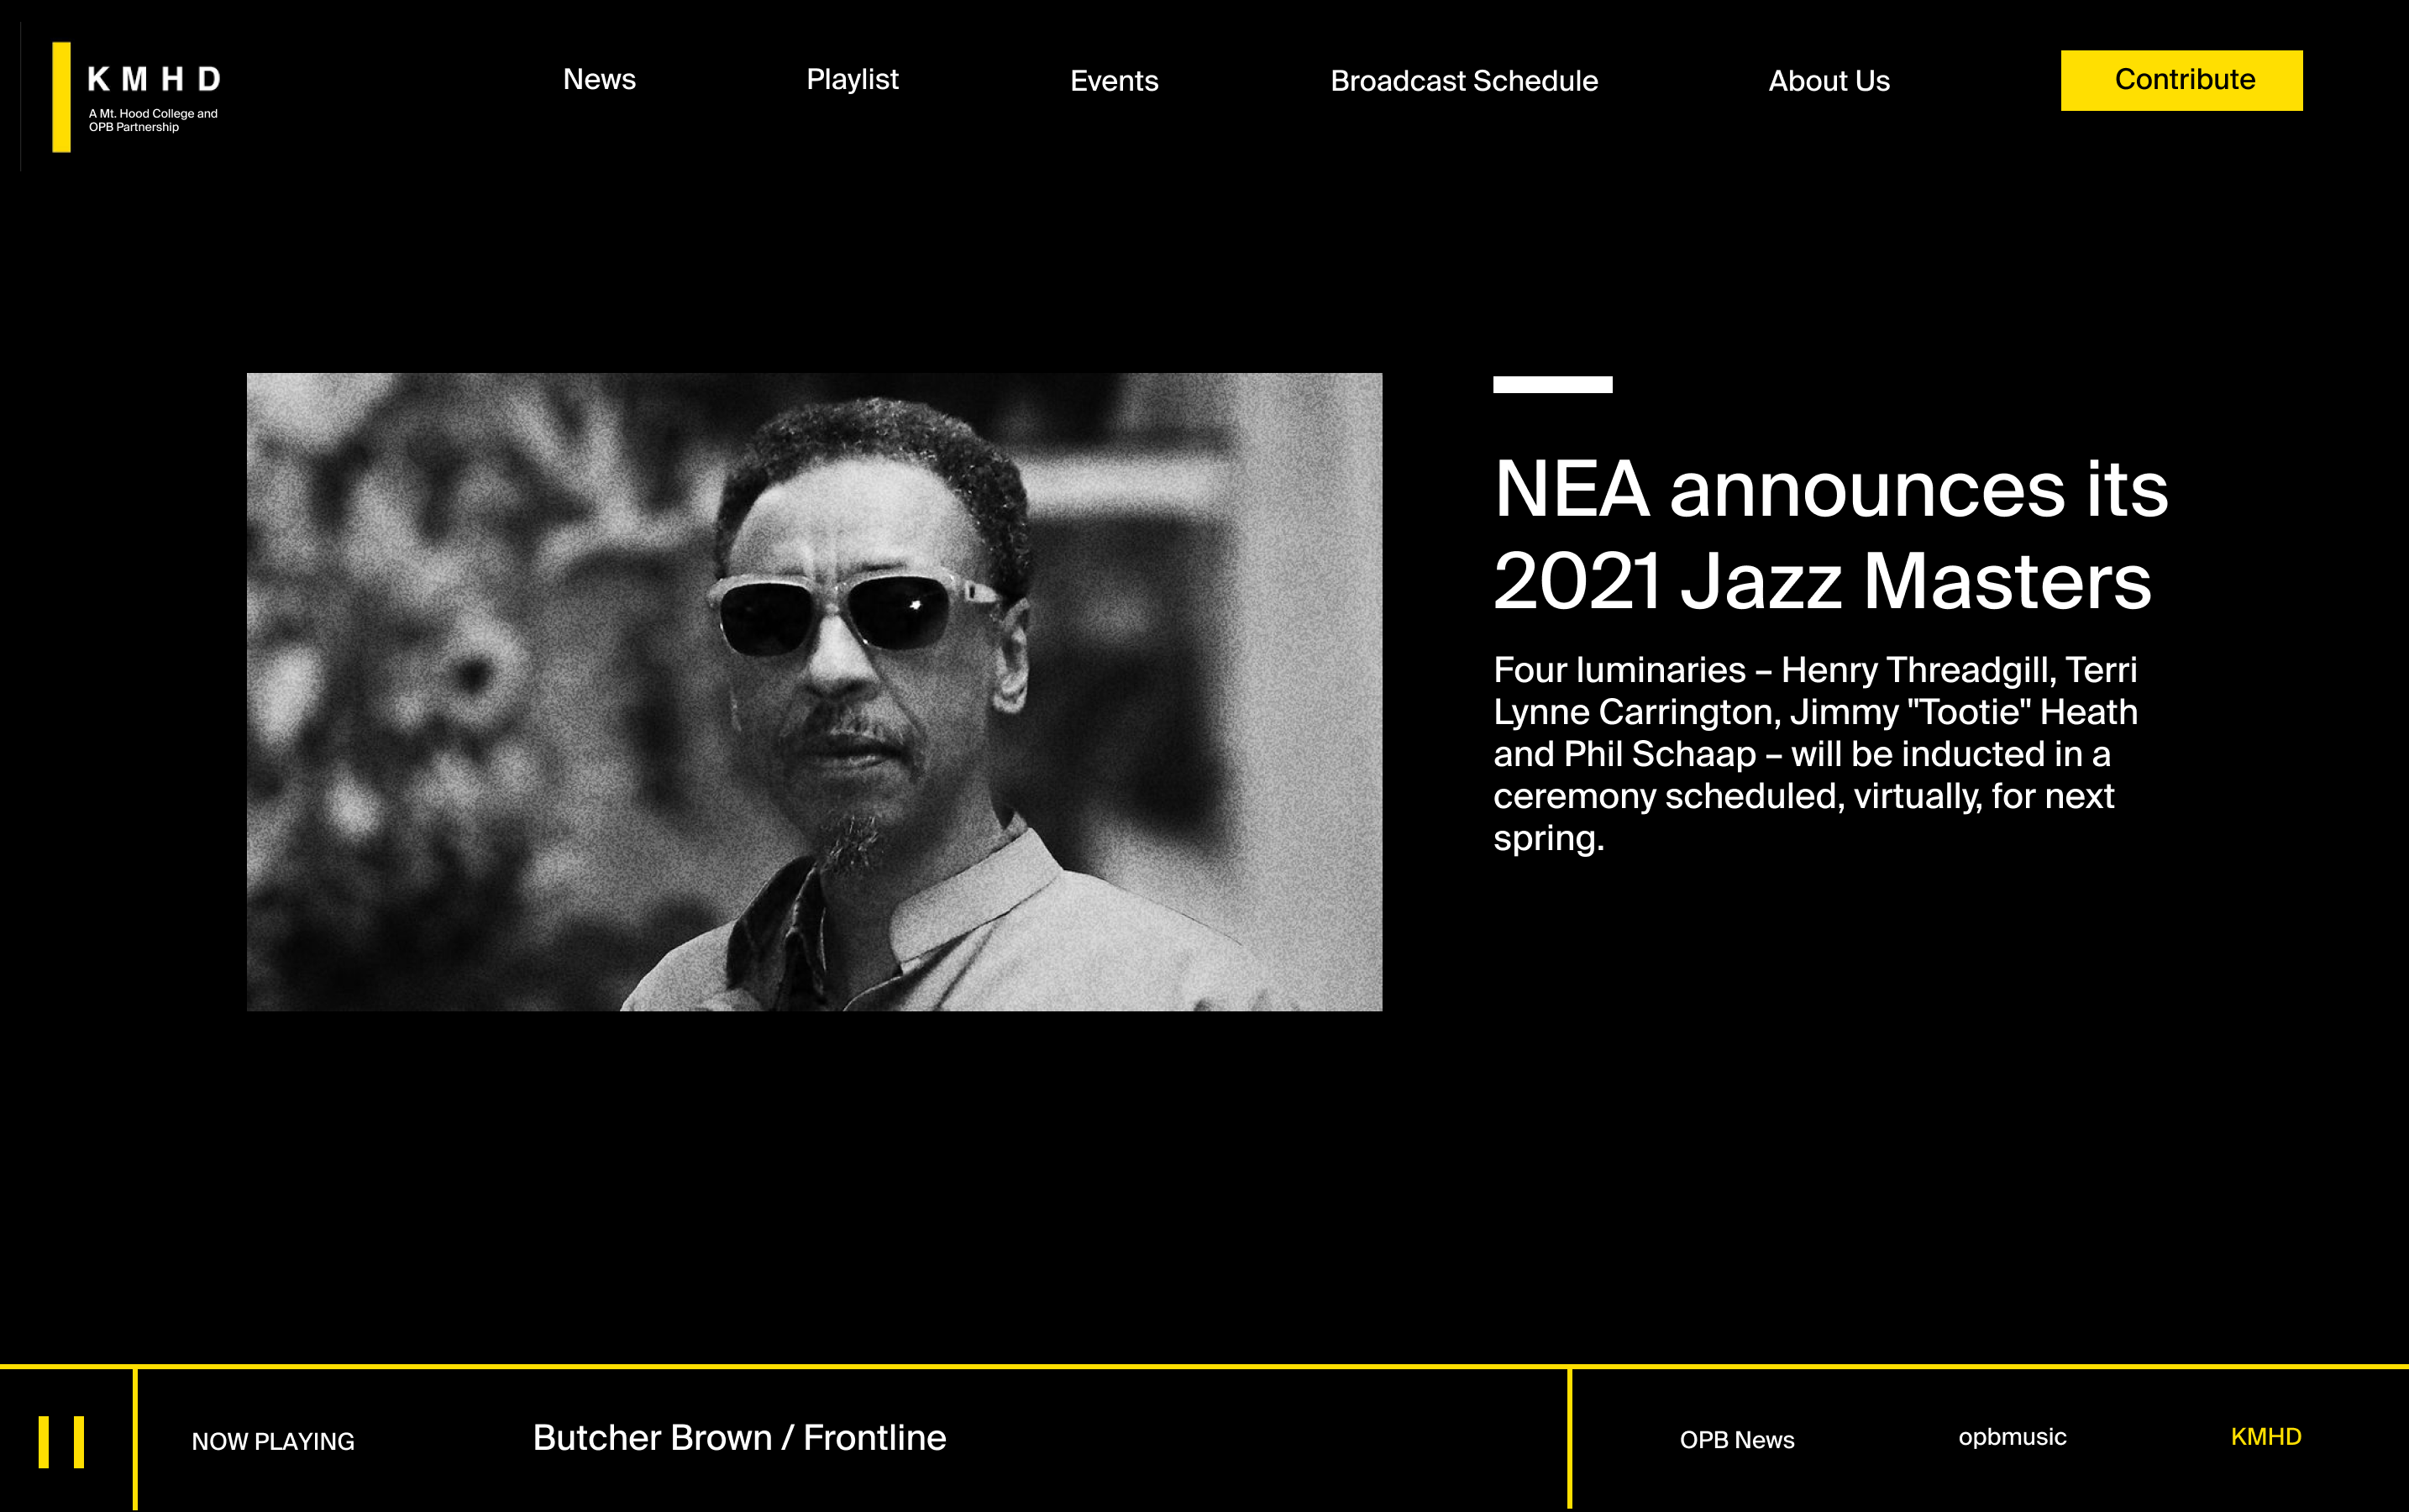 KMHD
A Mt. Hood College and
OPB Partnership
News
Playlist
Events
Broadcast Schedule
About Us
Contribute
NEA announces its
2021 Jazz Masters
Four luminaries – Henry Threadgill, Terri
Lynne Carrington, Jimmy "Tootie" Heath
and Phil Schaap – will be inducted in a
ceremony scheduled, virtually, for next
spring.
NOW PLAYING
Butcher Brown / Frontline
OPB News
opbmusic
KMHD